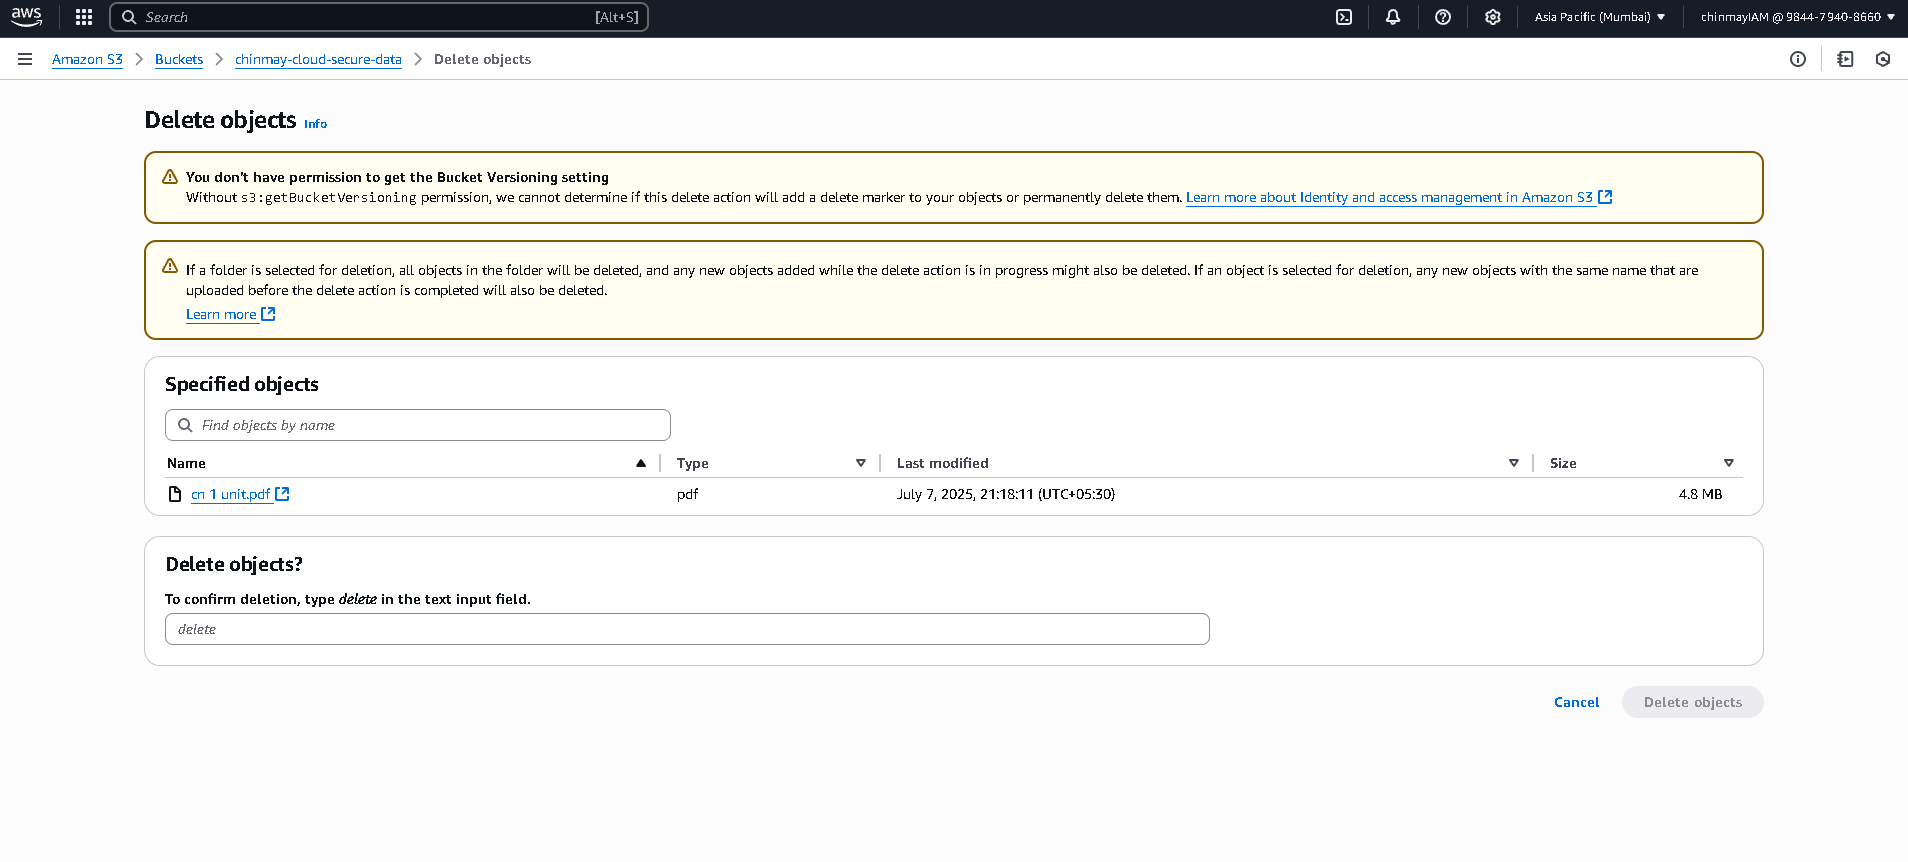 aws
Search [Alt+S] Asia Pacific (Mumbai) chinmayIAM @ 9844-7940-8660
Amazon S3 Buckets chinmay-cloud-secure-data Delete objects
Delete objects Info
You don't have permission to get the Bucket Versioning setting
Without s3:getBucketVersioning permission, we cannot determine if this delete action will add a delete marker to your objects or permanently delete them. Learn more about Identity and access management in Amazon S3
If a folder is selected for deletion, all objects in the folder will be deleted, and any new objects added while the delete action is in progress might also be deleted. If an object is selected for deletion, any new objects with the same name that are
uploaded before the delete action is completed will also be deleted.
Learn more
Specified objects
Find objects by name
Name Type Last modified Size
cn 1 unit.pdf pdf July 7, 2025, 21:18:11 (UTC+05:30) 4.8 MB
Delete objects?
To confirm deletion, type delete in the text input field.
delete
Cancel Delete objects